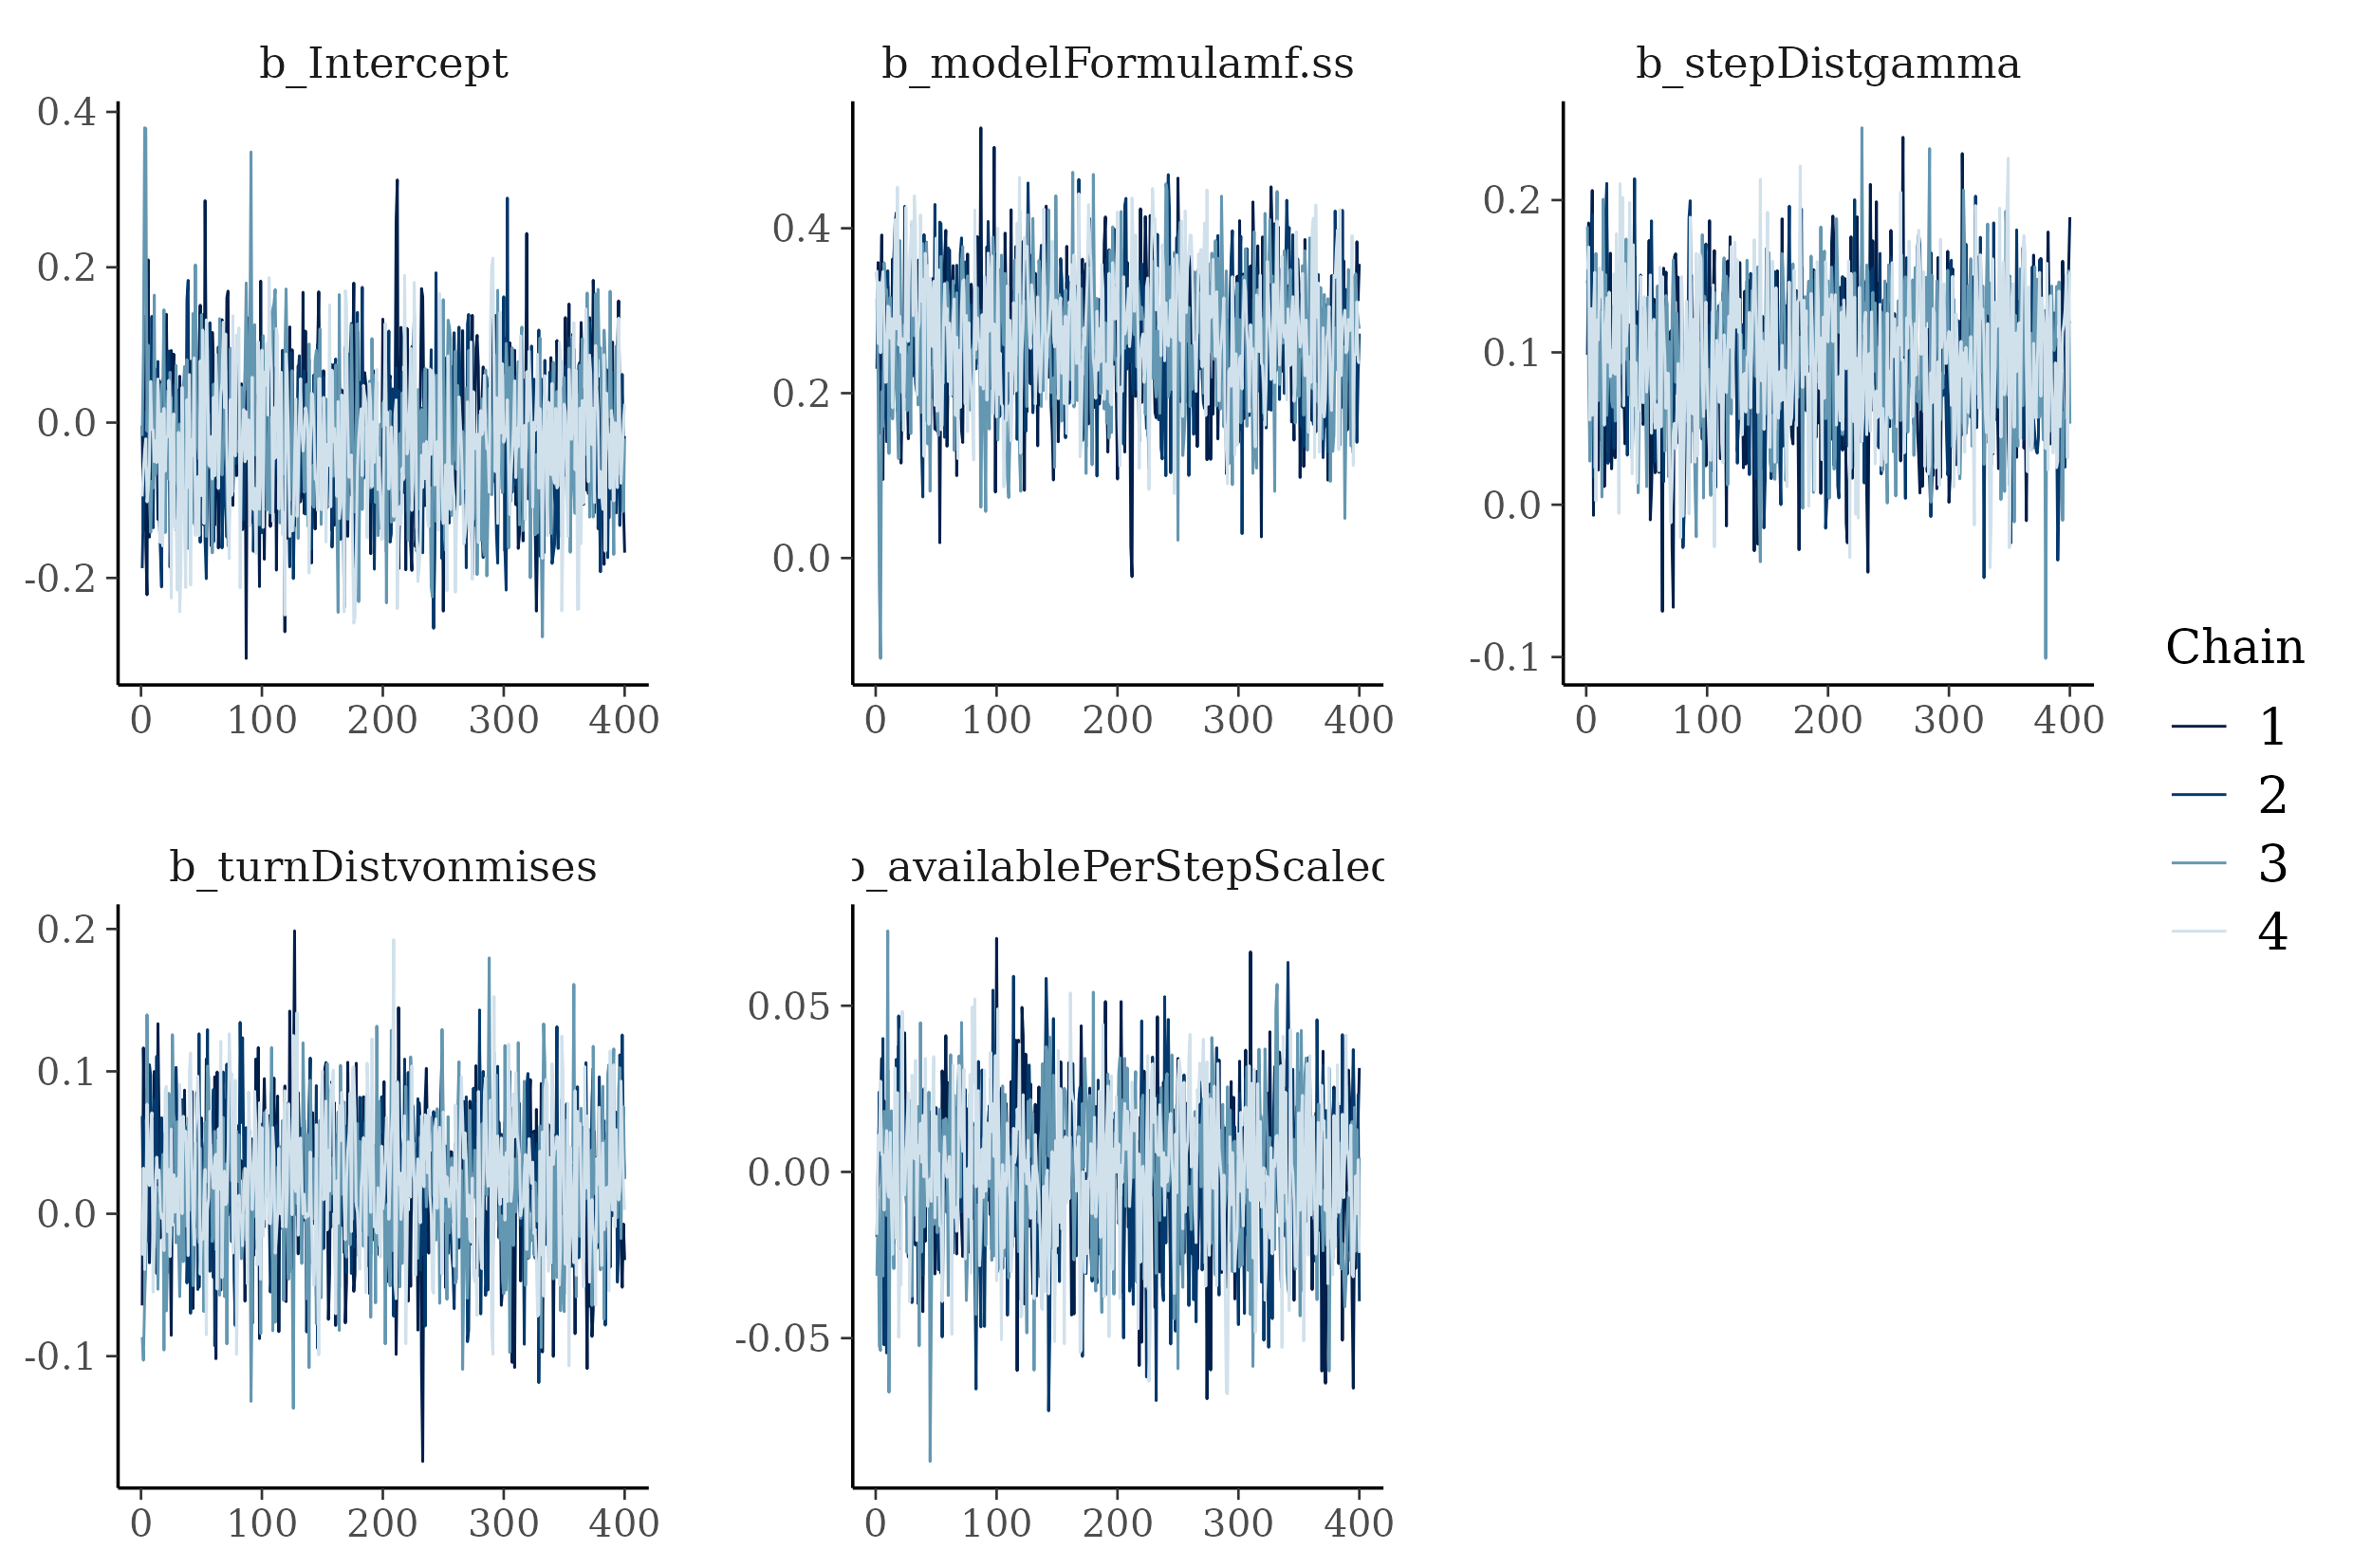 b_Intercept
b_modelFormulamf.ss
b_stepDistgamma
0.4
0.2
0.0
-0.2
0 100 200 300 400
0.4
0.2
0.0
0 100 200 300 400
0.2
0.1
0.0
-0.1
0 100 200 300 400
b_turnDistvonmises
b_availablePerStepScaled
0.2
0.1
0.0
-0.1
0 100 200 300 400
0.05
0.00
-0.05
0 100 200 300 400
Chain
1
2
3
4